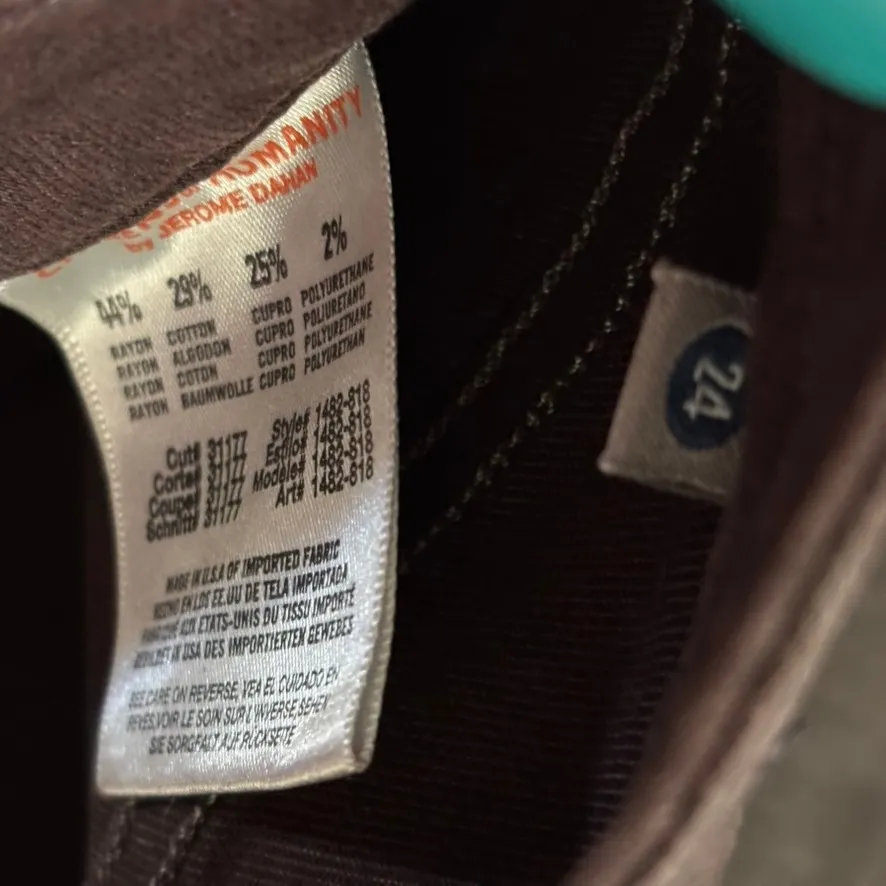 HUMANITY
BY JEROME DAHAN
44% 29% 25% 2%
RAYON COTTON CUPRO POLYURETHANE
RAYON ALGODON CUPRO POLIURETANO
RAYON COTON CUPRO POLYURETHANE
RAYON BAUMWOLLE CUPRO POLYURETHAN
Cut# 31177 Style# 1482-818
Corte# 31177 Estilo# 1482-818
Coupe# 31177 Modele# 1482-818
Schnitt# 31177 Art# 1482-818
MADE IN U.S.A OF IMPORTED FABRIC
HECHO EN LOS EE.UU DE TELA IMPORTADA
FABRIQUÉ AUX ETATS-UNIS DU TISSU IMPORTÉ
IN USA DES IMPORTIERTEN GEWEBES
SEE CARE ON REVERSE, VEA EL CUIDADO EN
REVES, VOIR LE SOIN SUR L'INVERSE, SEHEN
SIE SORGFALT AUF RÜCKSEITE
24